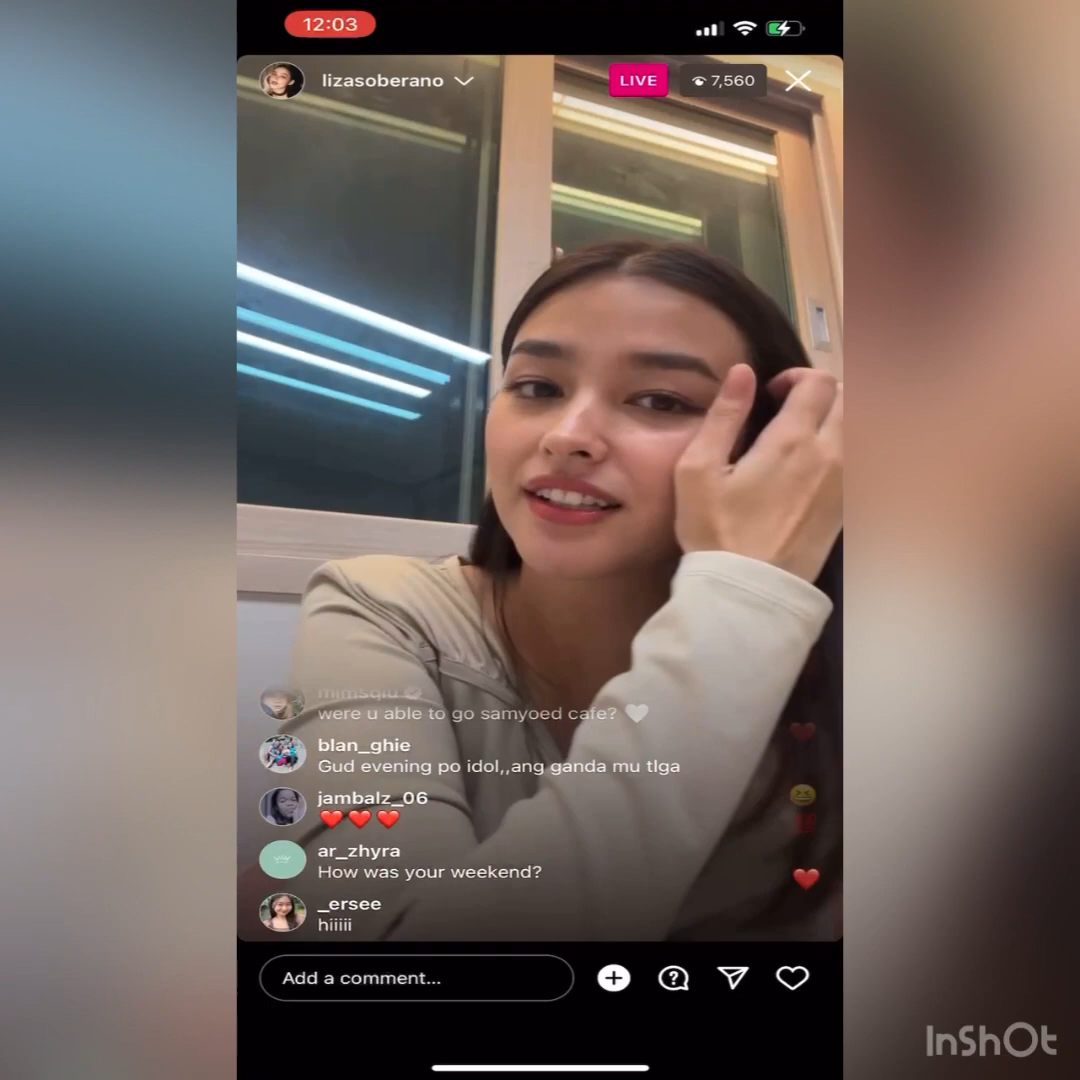 12:03
lizasoberano
LIVE
7,560
mimsqiu
were u able to go samyoed cafe?
blan_ghie
Gud evening po idol,,ang ganda mu tlga
jambalz_06
ar_zhyra
How was your weekend?
_ersee
hiiiii
Add a comment...
InShOt